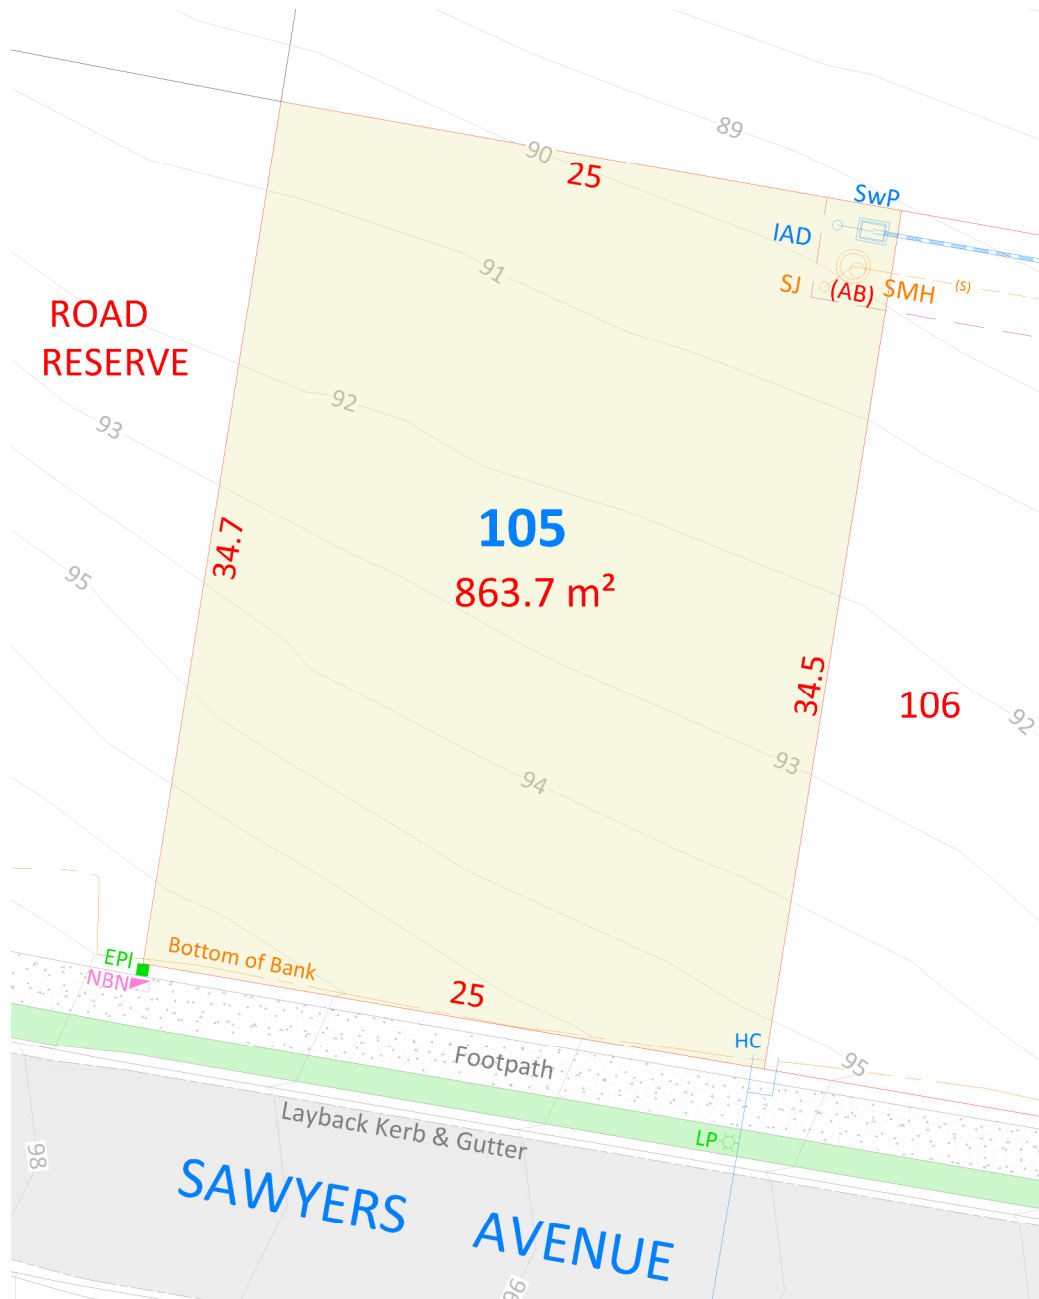 89
90
25
SwP
IAD
SJ
(AB)
SMH
(S)
91
ROAD
RESERVE
92
93
105
863.7 m²
34.7
95
34.5
106
92
93
94
Bottom of Bank
EPl
NBN
25
HC
Footpath
95
Layback Kerb & Gutter
LP
98
SAWYERS AVENUE
96